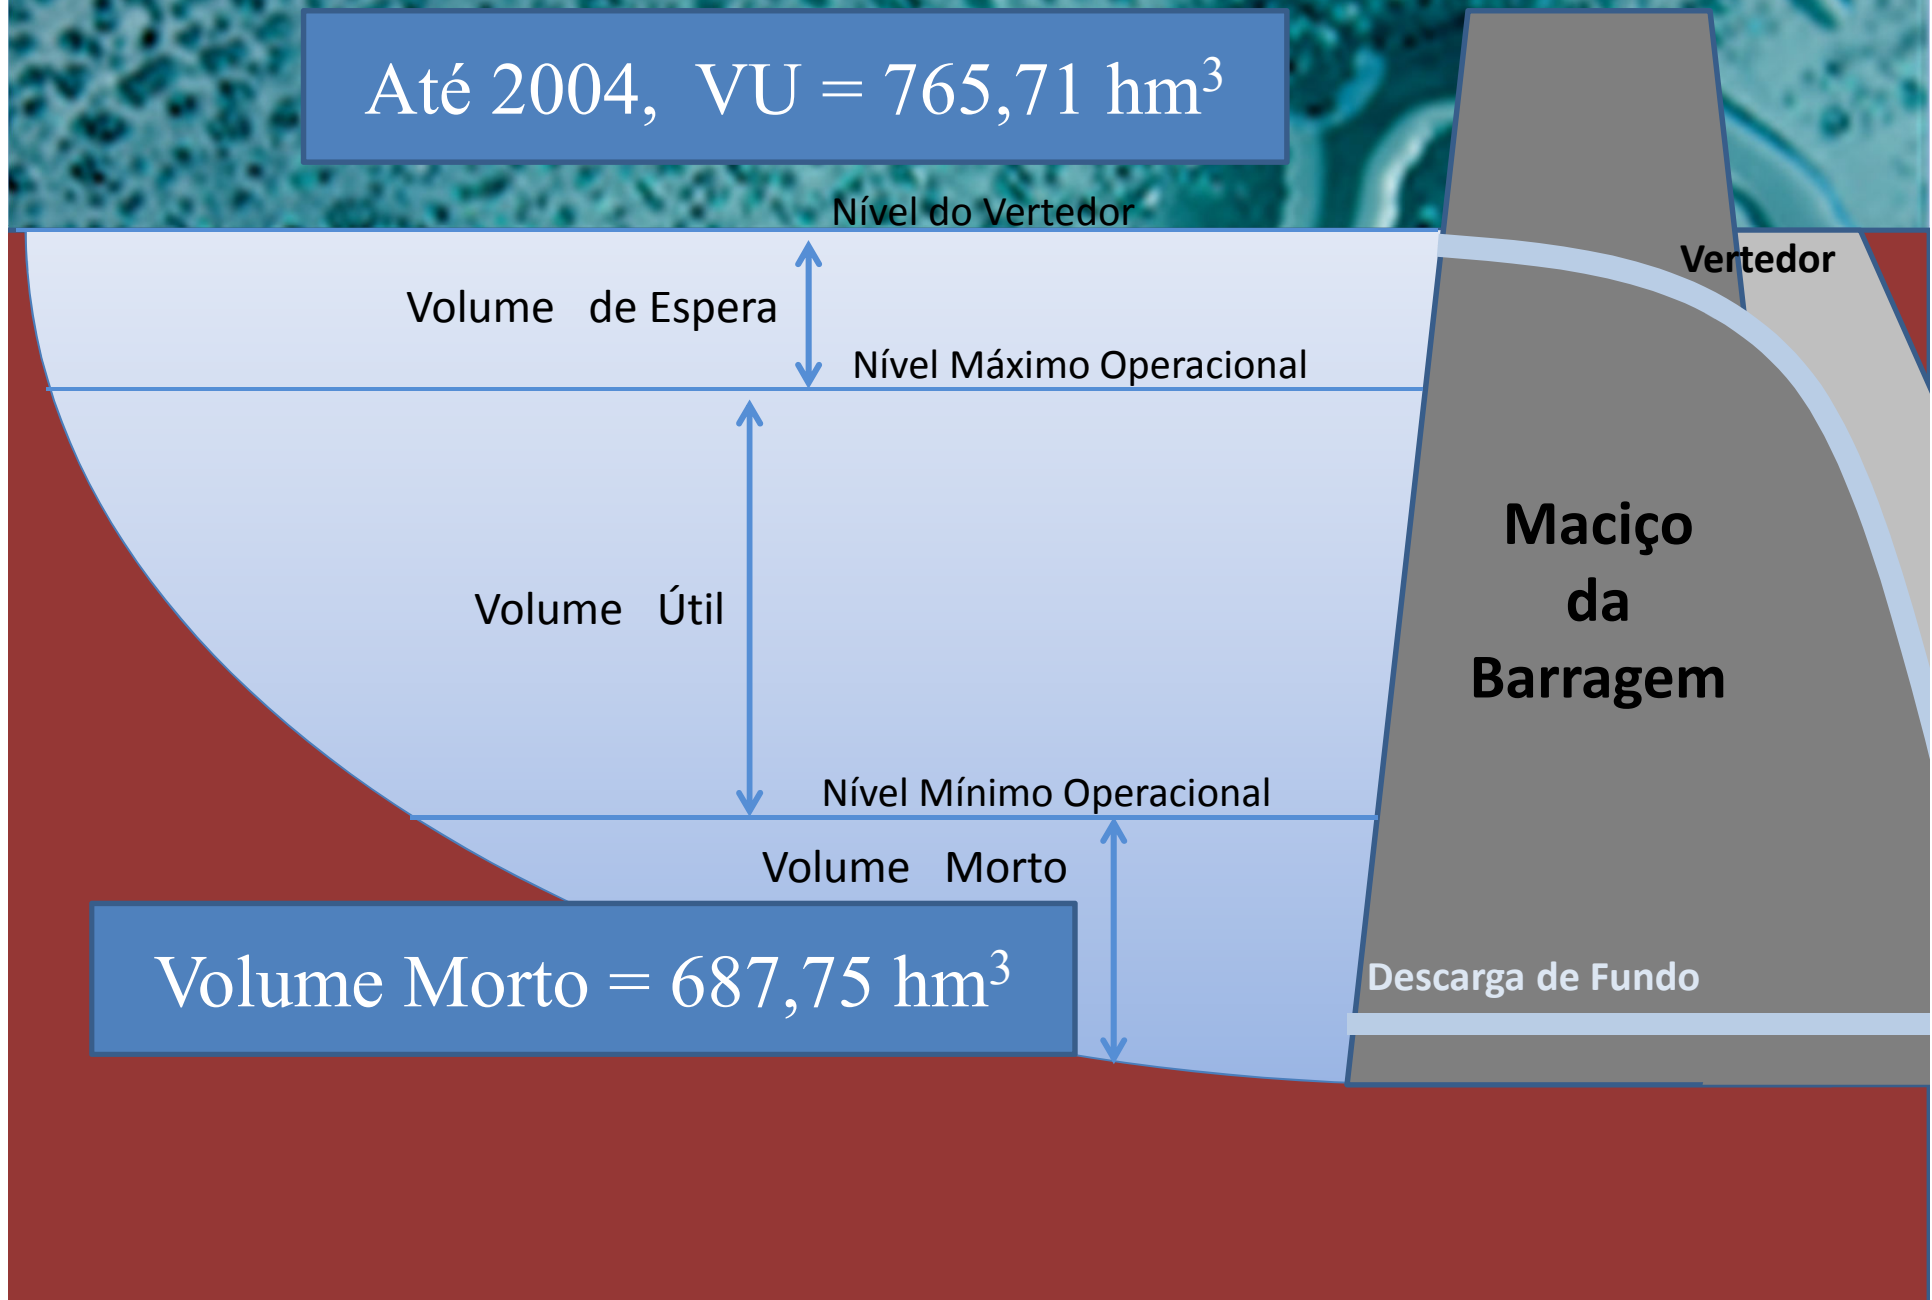 Até 2004, VU = 765,71 hm³
Nível do Vertedor
Vertedor
Volume de Espera
Nível Máximo Operacional
Maciço
da
Barragem
Volume Útil
Nível Mínimo Operacional
Volume Morto
Volume Morto = 687,75 hm³
Descarga de Fundo